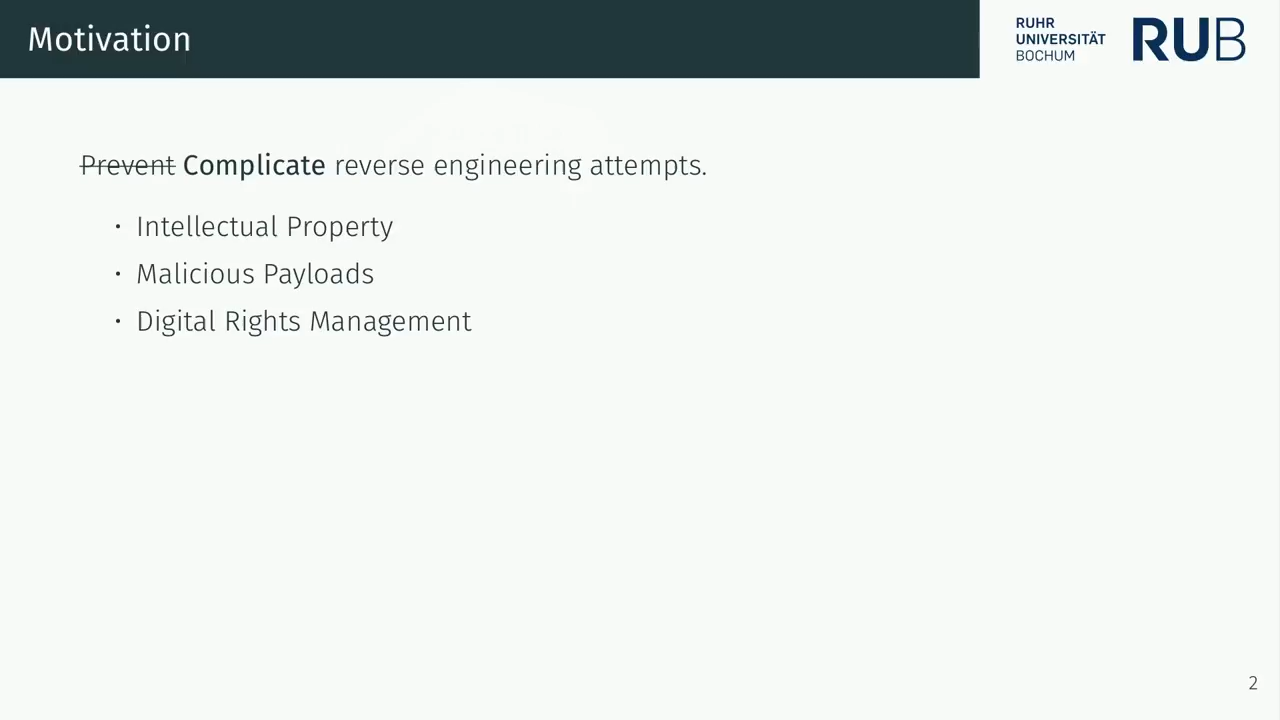 Motivation
RUHR
UNIVERSITÄT
BOCHUM
RUB
Prevent Complicate reverse engineering attempts.
· Intellectual Property
· Malicious Payloads
· Digital Rights Management
2